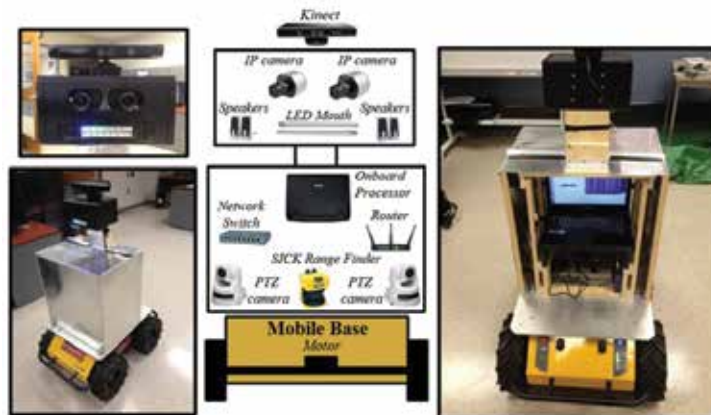 Kinect
IP camera IP camera
Speakers LED Mouth Speakers
Onboard
Processor
Network
Switch
Router
SICK Range Finder
PTZ
camera
PTZ
camera
Mobile Base
Motor